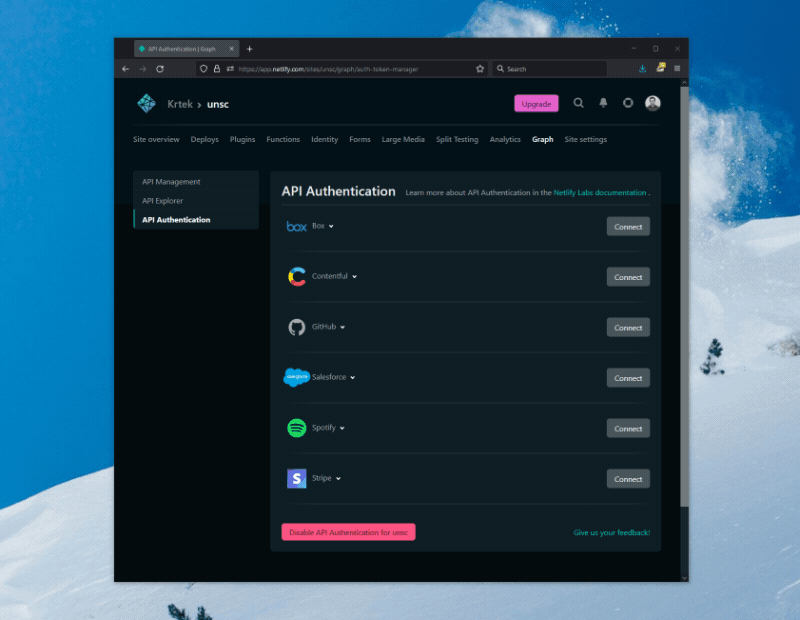 API Authentication | Graph
https://app.netlify.com/sites/unsc/graph/auth-token-manager
Search
Krtek > unsc
Upgrade
Site overview Deploys Plugins Functions Identity Forms Large Media Split Testing Analytics Graph Site settings
API Management
API Explorer
API Authentication
API Authentication Learn more about API Authentication in the Netlify Labs documentation .
box Box Connect
Contentful Connect
GitHub Connect
salesforce Salesforce Connect
Spotify Connect
S Stripe Connect
Disable API Authentication for unsc
Give us your feedback!